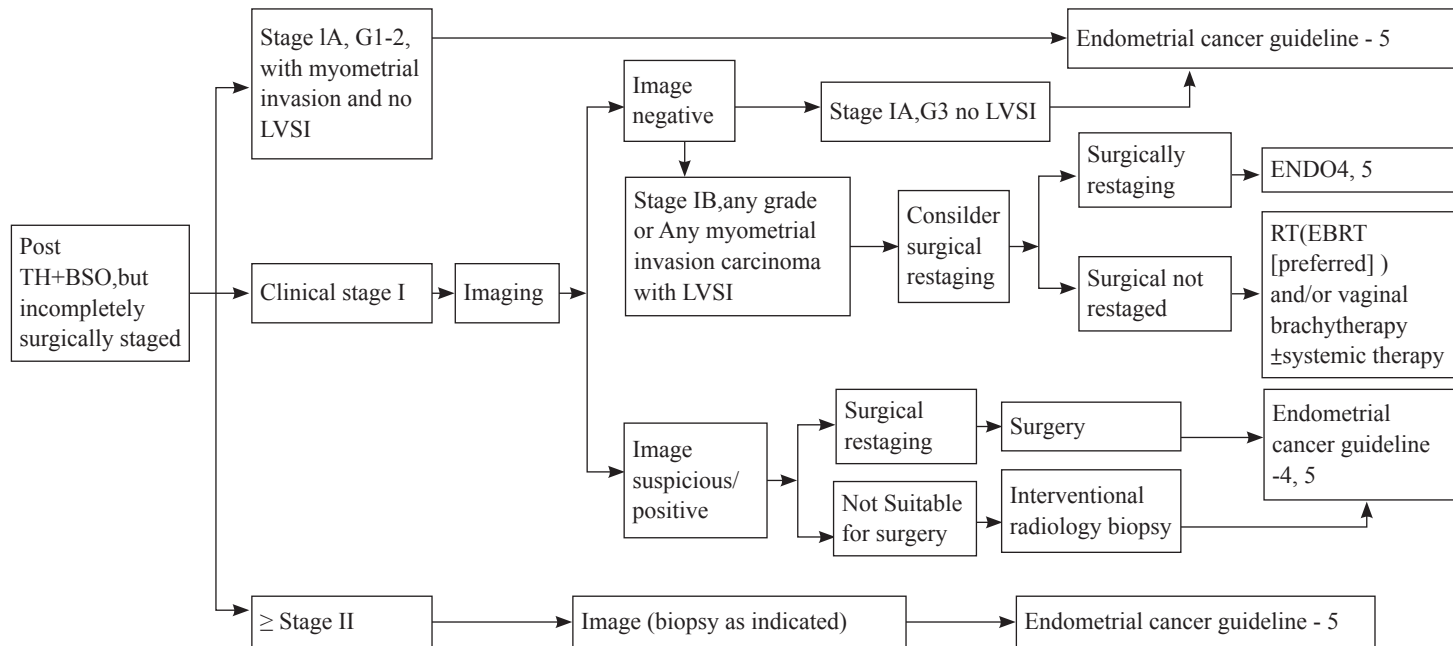 Stage lA, G1-2,
with myometrial
invasion and no
LVSI
Endometrial cancer guideline - 5
Image
negative
Stage IA,G3 no LVSI
Surgically
restaging
ENDO4, 5
Stage IB,any grade
or Any myometrial
invasion carcinoma
with LVSI
Consilder
surgical
restaging
Post
TH+BSO,but
incompletely
surgically staged
Clinical stage I
Imaging
Surgical not
restaged
RT(EBRT
[preferred] )
and/or vaginal
brachytherapy
±systemic therapy
Image
suspicious/
positive
Surgical
restaging
Surgery
Endometrial
cancer guideline
-4, 5
Not Suitable
for surgery
Interventional
radiology biopsy
≥ Stage II
Image (biopsy as indicated)
Endometrial cancer guideline - 5